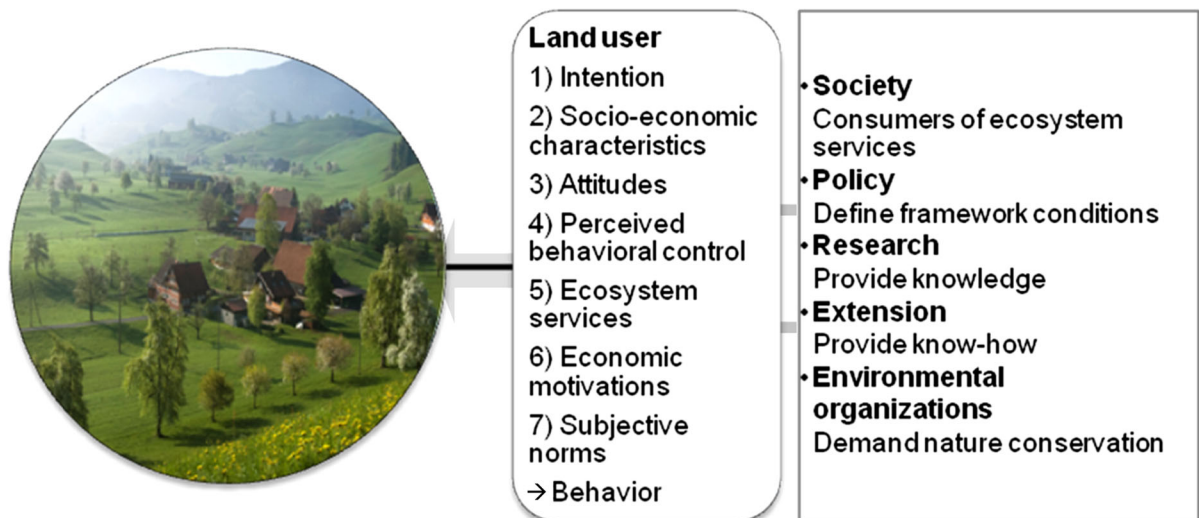 Land user
1) Intention
2) Socio-economic
characteristics
3) Attitudes
4) Perceived
behavioral control
5) Ecosystem
services
6) Economic
motivations
7) Subjective
norms
→ Behavior
• Society
Consumers of ecosystem
services
• Policy
Define framework conditions
• Research
Provide knowledge
• Extension
Provide know-how
• Environmental
organizations
Demand nature conservation